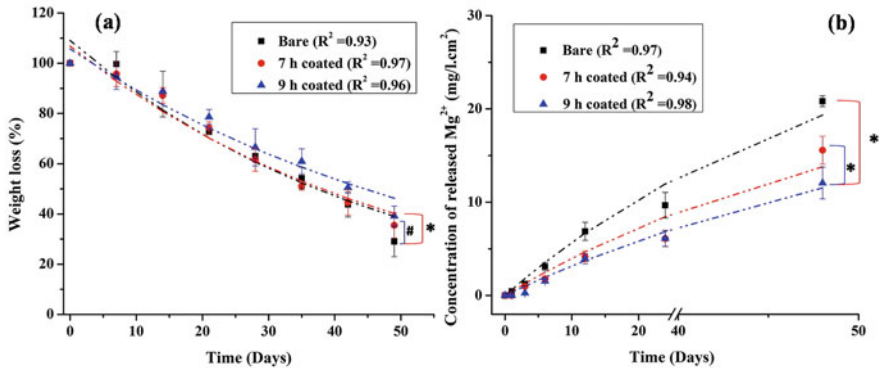 (a)
Bare (R² =0.93)
7 h coated (R² =0.97)
9 h coated (R² =0.96)
Weight loss (%)
120
100
80
60
40
20
0
#
*
0 10 20 30 40 50 60
Time (Days)
(b)
Bare (R² =0.97)
7 h coated (R² =0.94)
9 h coated (R² =0.98)
Concentration of released Mg²⁺ (mg/l.cm²)
30
20
10
0
*
*
0 10 20 40 50
Time (Days)